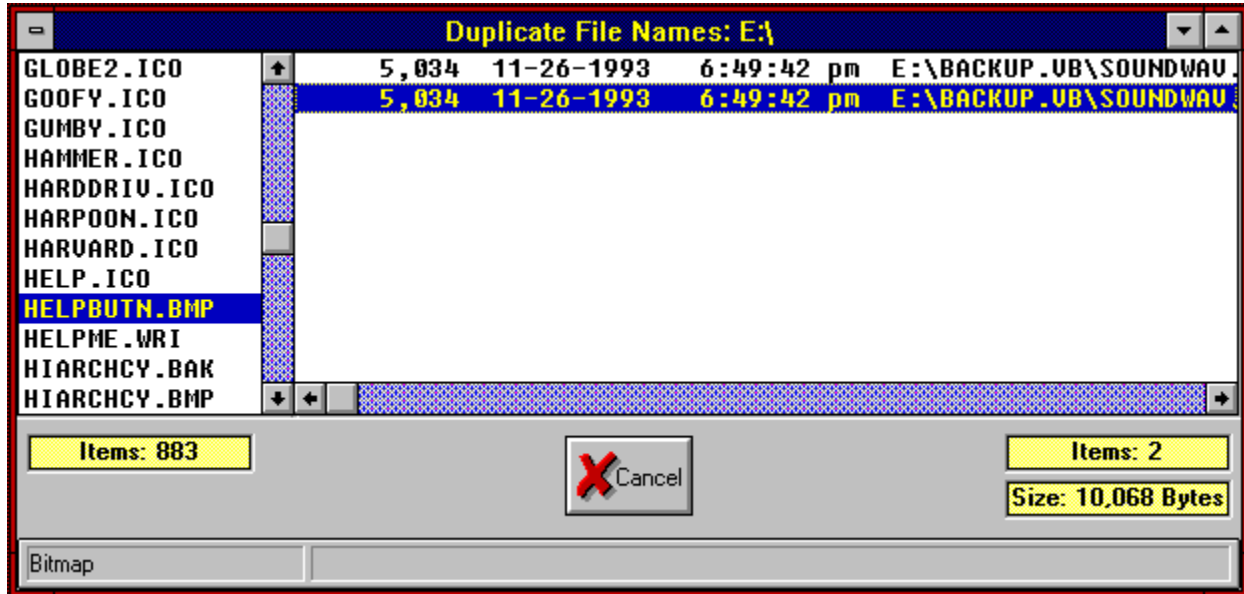 Duplicate File Names: E:\
GLOBE2.ICO
GOOFY.ICO
GUMBY.ICO
HAMMER.ICO
HARDDRIV.ICO
HARPOON.ICO
HARVARD.ICO
HELP.ICO
HELPBUTN.BMP
HELPME.WRI
HIARCHCY.BAK
HIARCHCY.BMP
5,034 11-26-1993 6:49:42 pm E:\BACKUP.VB\SOUNDWAV.
5,034 11-26-1993 6:49:42 pm E:\BACKUP.VB\SOUNDWAV.
Items: 883
Cancel
Items: 2
Size: 10,068 Bytes
Bitmap